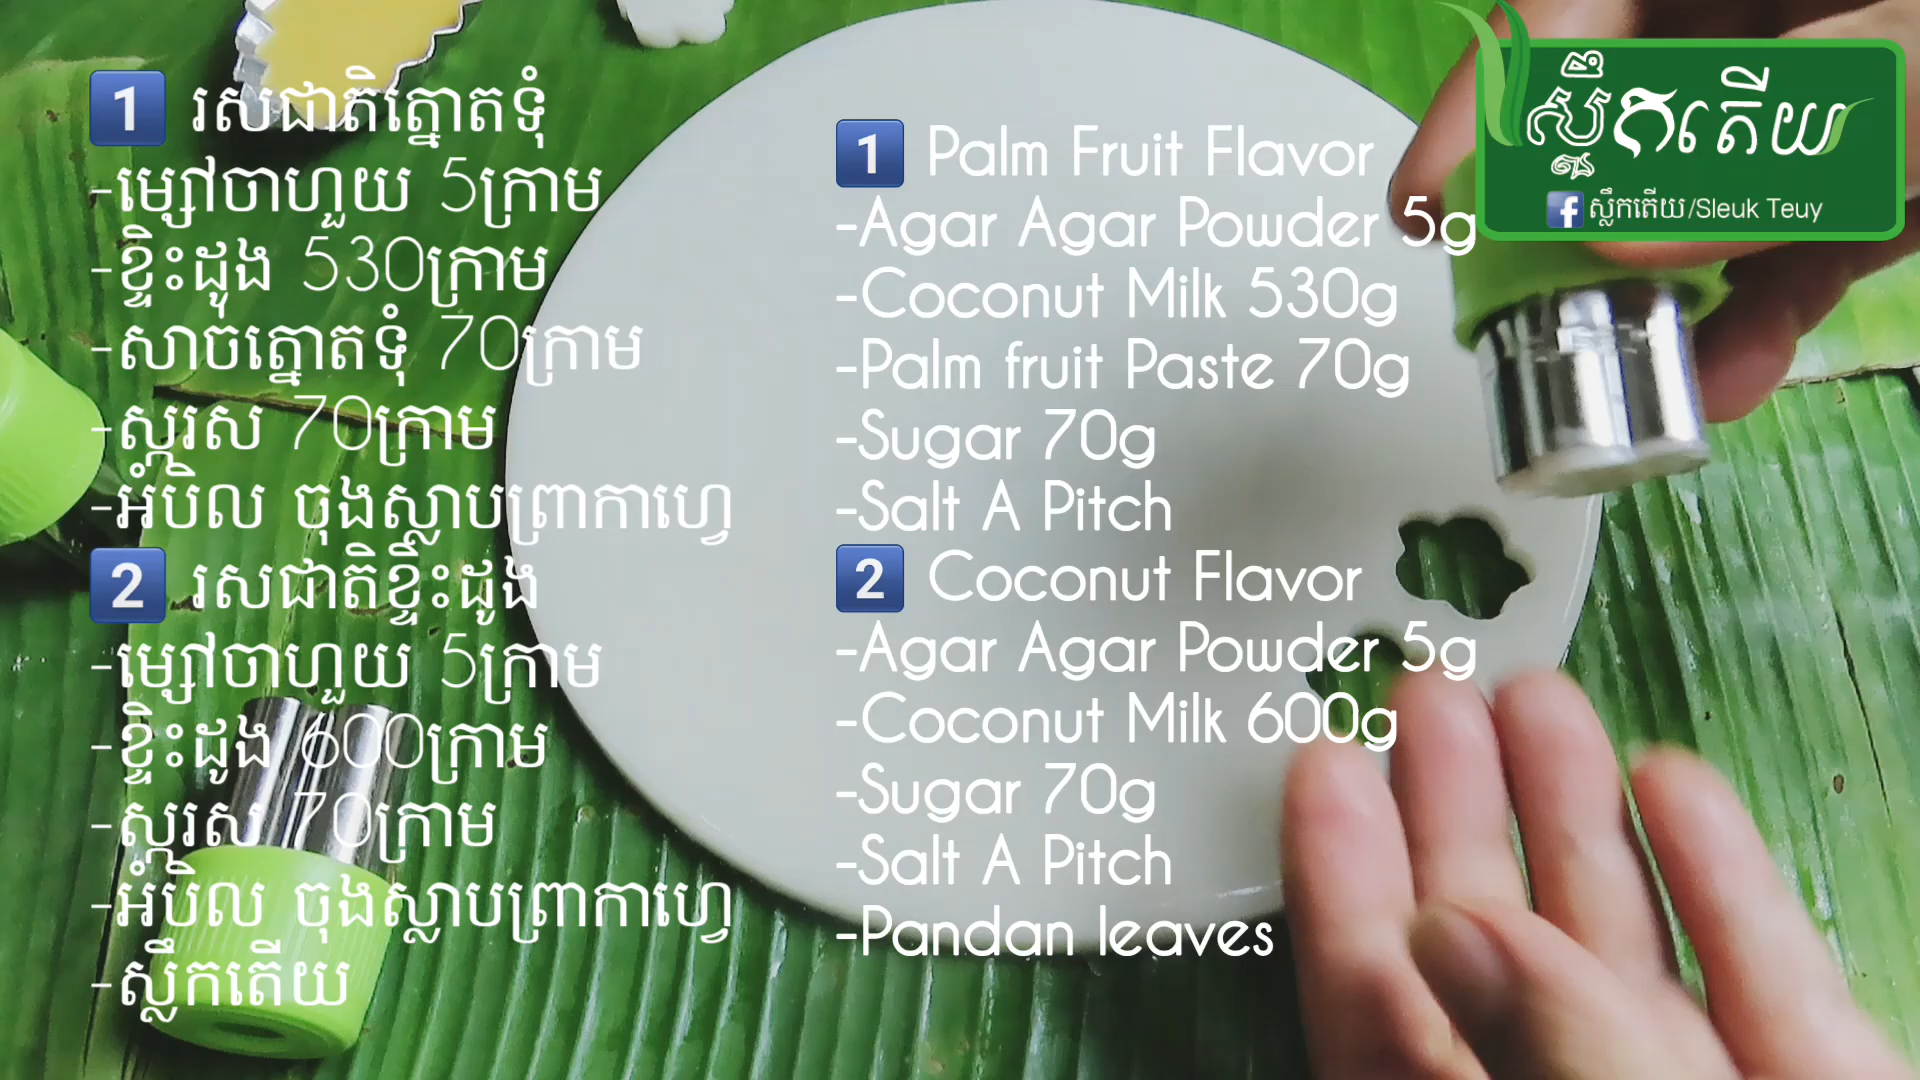 1 រសជាតិត្នោតទុំ
-ម្សៅចាហួយ 5ក្រាម
-ខ្ទិះដូង 530ក្រាម
-សាច់ត្នោតទុំ 70ក្រាម
-ស្ករស 70ក្រាម
-អំបិល ចុងស្លាបព្រាកាហ្វេ
2 រសជាតិខ្ទិះដូង
-ម្សៅចាហួយ 5ក្រាម
-ខ្ទិះដូង 600ក្រាម
-ស្ករស 70ក្រាម
-អំបិល ចុងស្លាបព្រាកាហ្វេ
-ស្លឹកតើយ
1 Palm Fruit Flavor
-Agar Agar Powder 5g
-Coconut Milk 530g
-Palm fruit Paste 70g
-Sugar 70g
-Salt A Pitch
2 Coconut Flavor
-Agar Agar Powder 5g
-Coconut Milk 600g
-Sugar 70g
-Salt A Pitch
-Pandan leaves
ស្លឹកតើយ
f ស្លឹកតើយ/Sleuk Teuy